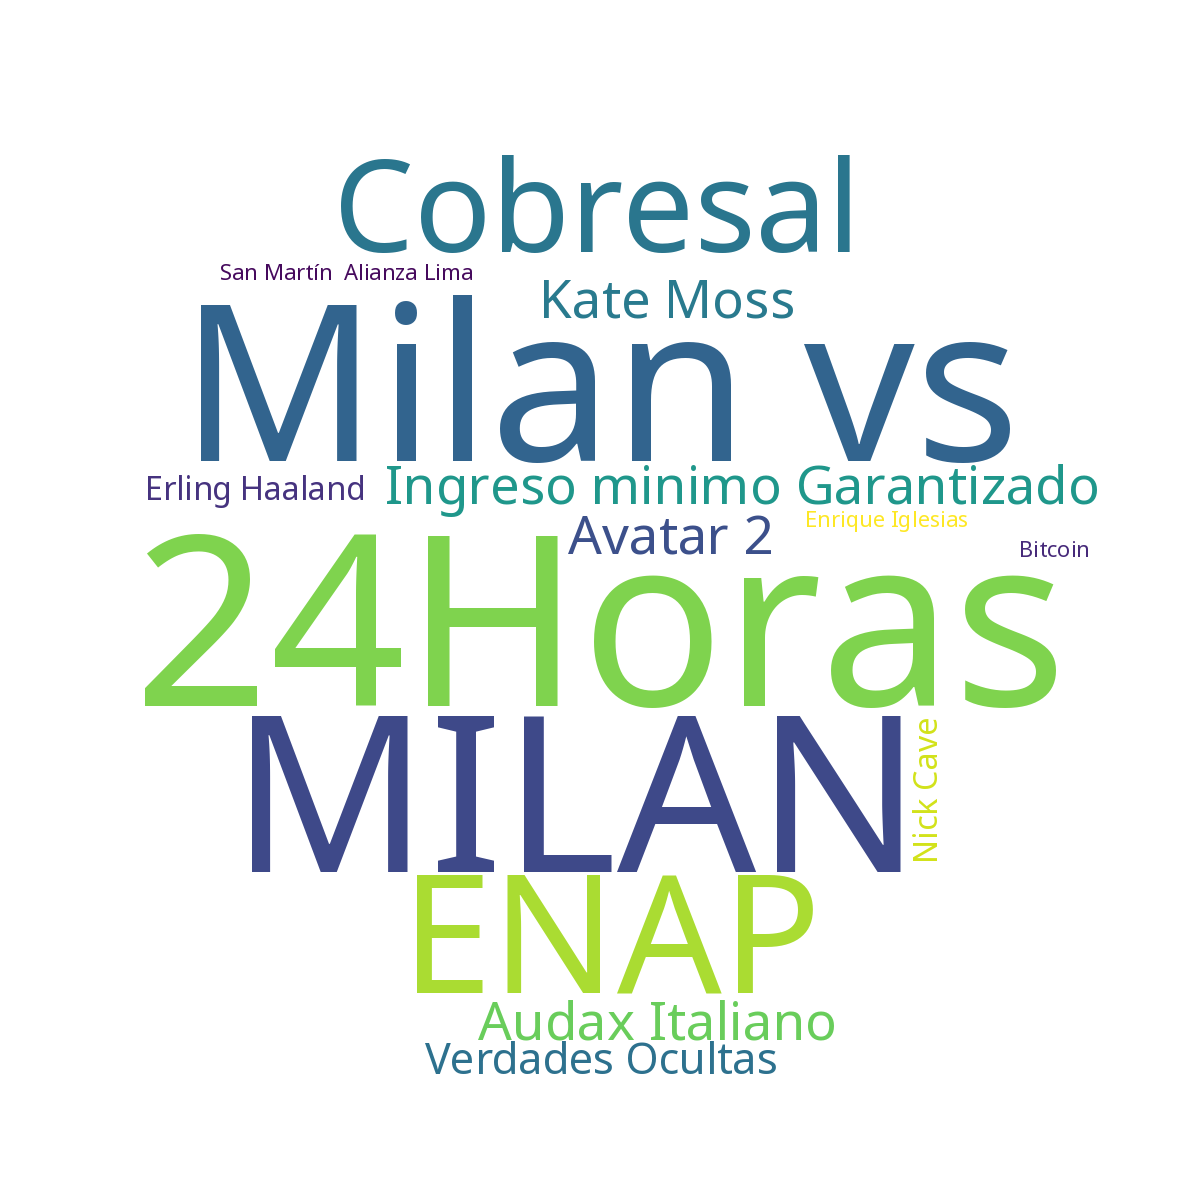 Cobresal
San Martín
Alianza Lima
Kate Moss
Milan vs
Erling Haaland
Ingreso minimo Garantizado
Avatar 2
Enrique Iglesias
Bitcoin
24Horas
MILAN
Nick Cave
ENAP
Audax Italiano
Verdades Ocultas